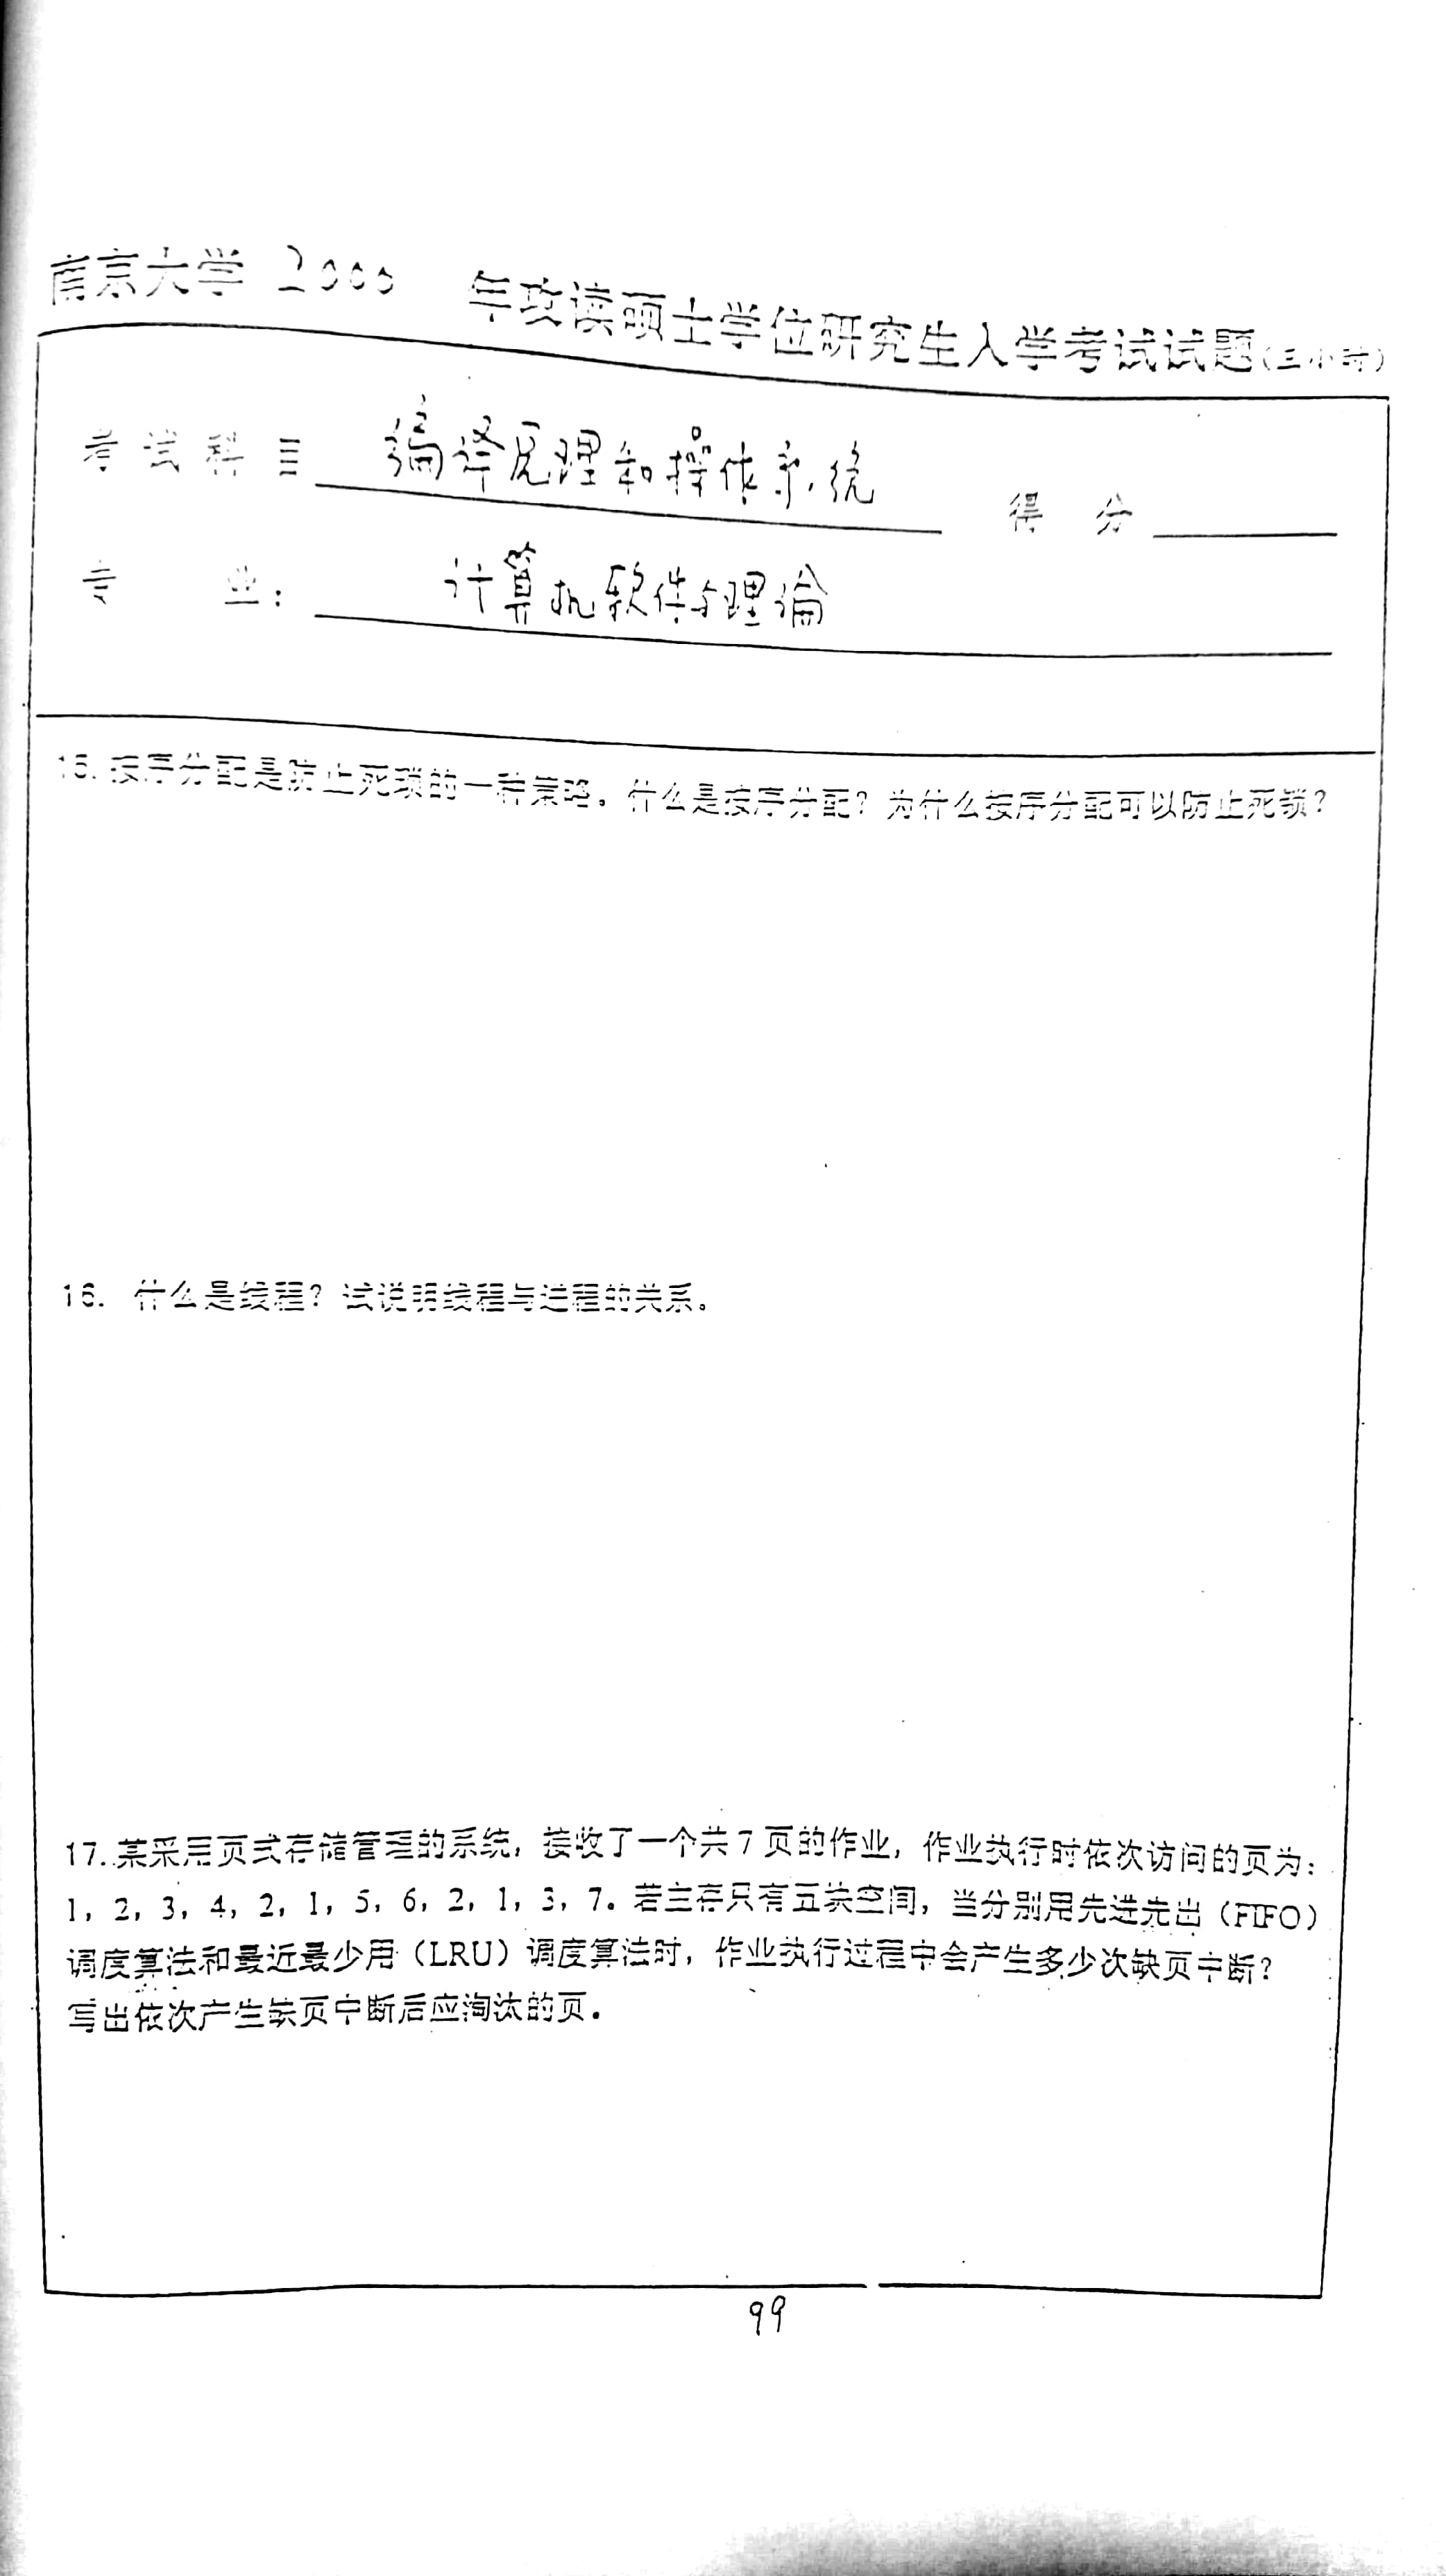 南京大学 2000 年攻读硕士学位研究生入学考试试题(三小时)
考试科目 编译原理和操作系统 得分
专业: 计算机软件与理论
15. 按序分配是防止死锁的一种策略。什么是按序分配？为什么按序分配可以防止死锁？
16. 什么是线程？试说明线程与进程的关系。
17. 某采用页式存储管理的系统，接收了一个共 7 页的作业，作业执行时依次访问的页为：
1，2，3，4，2，1，5，6，2，1，3，7。若主存只有五块空间，当分别用先进先出（FIFO）
调度算法和最近最少用（LRU）调度算法时，作业执行过程中会产生多少次缺页中断？
写出依次产生缺页中断后应淘汰的页。
99